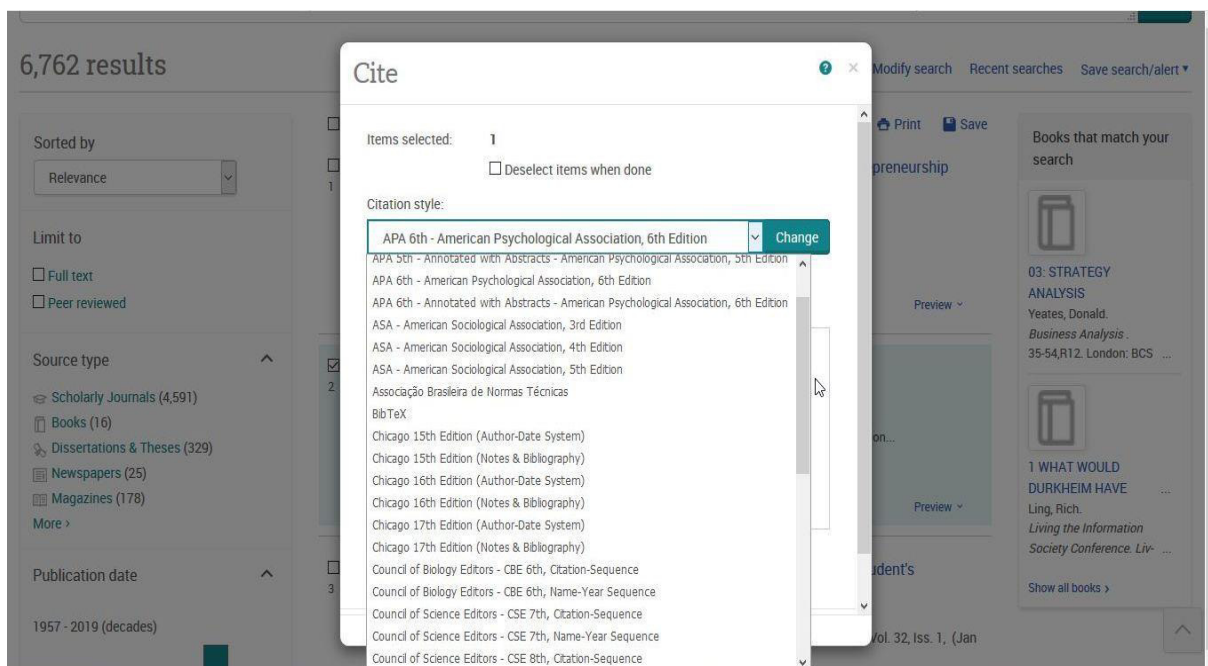 6,762 results
Modify search Recent searches Save search/alert
Sorted by
Relevance
Limit to
Full text
Peer reviewed
Source type
Scholarly Journals (4,591)
Books (16)
Dissertations & Theses (329)
Newspapers (25)
Magazines (178)
More ›
Publication date
1957 - 2019 (decades)
1
2
3
Cite
?
×
Items selected: 1
Deselect items when done
Citation style:
APA 6th - American Psychological Association, 6th Edition
Change
APA 5th - Annotated with Abstracts - American Psychological Association, 5th Edition
APA 6th - American Psychological Association, 6th Edition
APA 6th - Annotated with Abstracts - American Psychological Association, 6th Edition
ASA - American Sociological Association, 3rd Edition
ASA - American Sociological Association, 4th Edition
ASA - American Sociological Association, 5th Edition
Associação Brasileira de Normas Técnicas
BibTeX
Chicago 15th Edition (Author-Date System)
Chicago 15th Edition (Notes & Bibliography)
Chicago 16th Edition (Author-Date System)
Chicago 16th Edition (Notes & Bibliography)
Chicago 17th Edition (Author-Date System)
Chicago 17th Edition (Notes & Bibliography)
Council of Biology Editors - CBE 6th, Citation-Sequence
Council of Biology Editors - CBE 6th, Name-Year Sequence
Council of Science Editors - CSE 7th, Citation-Sequence
Council of Science Editors - CSE 7th, Name-Year Sequence
Council of Science Editors - CSE 8th, Citation-Sequence
Print Save
preneurship
Preview
on...
Preview
udent's
Vol. 32, Iss. 1, (Jan
Books that match your
search
03: STRATEGY
ANALYSIS
Yeates, Donald.
Business Analysis .
35-54,R12. London: BCS ...
1 WHAT WOULD
DURKHEIM HAVE ...
Ling, Rich.
Living the Information
Society Conference. Liv- ...
Show all books ›